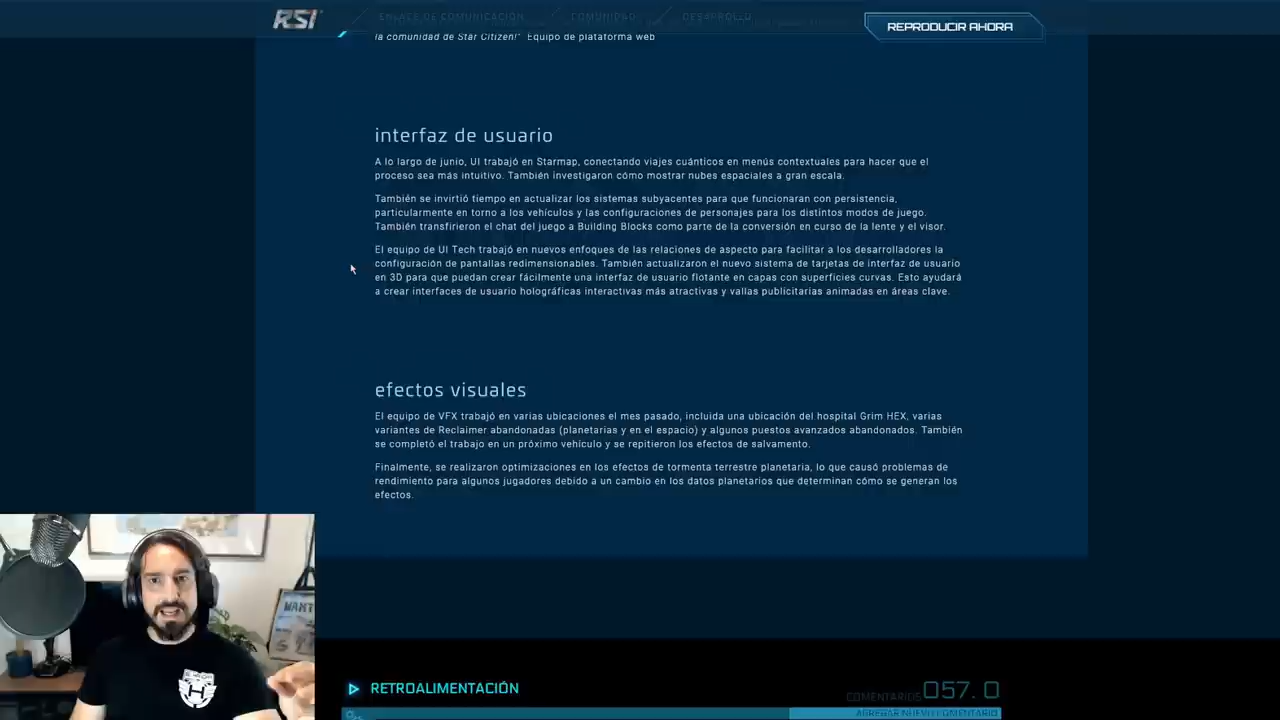 RSI
ENLACE DE COMUNICACIÓN
COMUNIDAD
DESARROLLO
REPRODUCIR AHORA
la comunidad de Star Citizen!" Equipo de plataforma web
interfaz de usuario
A lo largo de junio, UI trabajó en Starmap, conectando viajes cuánticos en menús contextuales para hacer que el
proceso sea más intuitivo. También investigaron cómo mostrar nubes espaciales a gran escala.
También se invirtió tiempo en actualizar los sistemas subyacentes para que funcionaran con persistencia,
particularmente en torno a los vehículos y las configuraciones de personajes para los distintos modos de juego.
También transfirieron el chat del juego a Building Blocks como parte de la conversión en curso de la lente y el visor.
El equipo de UI Tech trabajó en nuevos enfoques de las relaciones de aspecto para facilitar a los desarrolladores la
configuración de pantallas redimensionables. También actualizaron el nuevo sistema de tarjetas de interfaz de usuario
en 3D para que puedan crear fácilmente una interfaz de usuario flotante en capas con superficies curvas. Esto ayudará
a crear interfaces de usuario holográficas interactivas más atractivas y vallas publicitarias animadas en áreas clave.
efectos visuales
El equipo de VFX trabajó en varias ubicaciones el mes pasado, incluida una ubicación del hospital Grim HEX, varias
variantes de Reclaimer abandonadas (planetarias y en el espacio) y algunos puestos avanzados abandonados. También
se completó el trabajo en un próximo vehículo y se repitieron los efectos de salvamento.
Finalmente, se realizaron optimizaciones en los efectos de tormenta terrestre planetaria, lo que causó problemas de
rendimiento para algunos jugadores debido a un cambio en los datos planetarios que determinan cómo se generan los
efectos.
WANT
H
RETROALIMENTACIÓN
COMENTARIOS 057. 0
AGREGAR NUEVO COMENTARIO